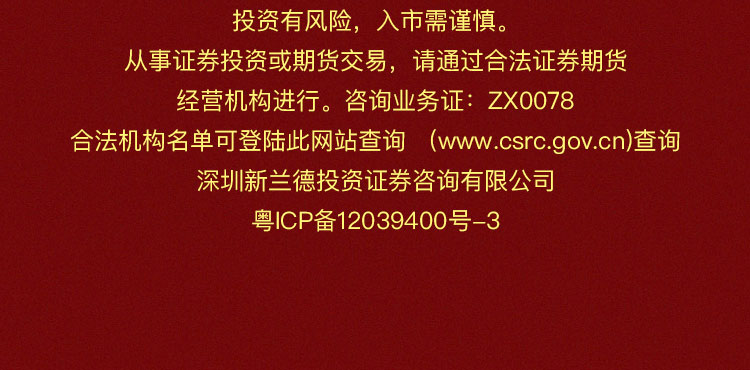 投资有风险，入市需谨慎。
从事证券投资或期货交易，请通过合法证券期货
经营机构进行。咨询业务证：ZX0078
合法机构名单可登陆此网站查询 (www.csrc.gov.cn)查询
深圳新兰德投资证券咨询有限公司
粤ICP备12039400号-3